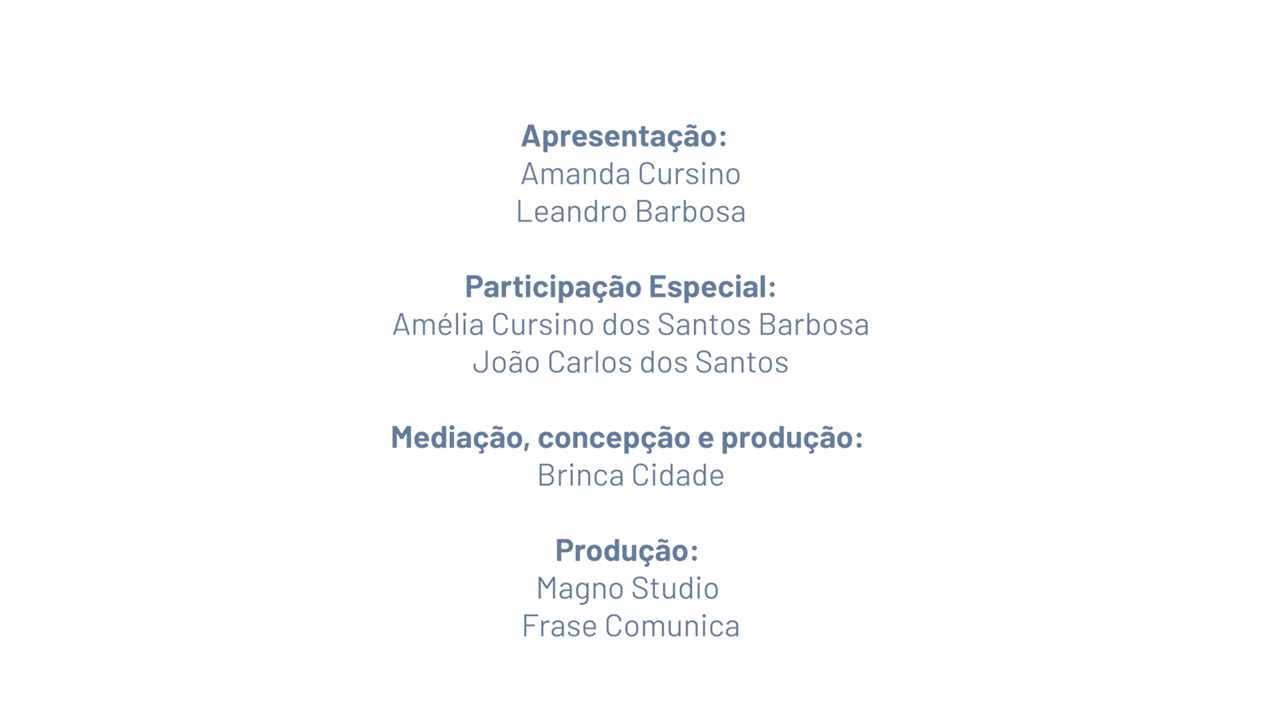 Apresentação:
Amanda Cursino
Leandro Barbosa
Participação Especial:
Amélia Cursino dos Santos Barbosa
João Carlos dos Santos
Mediação, concepção e produção:
Brinca Cidade
Produção:
Magno Studio
Frase Comunica